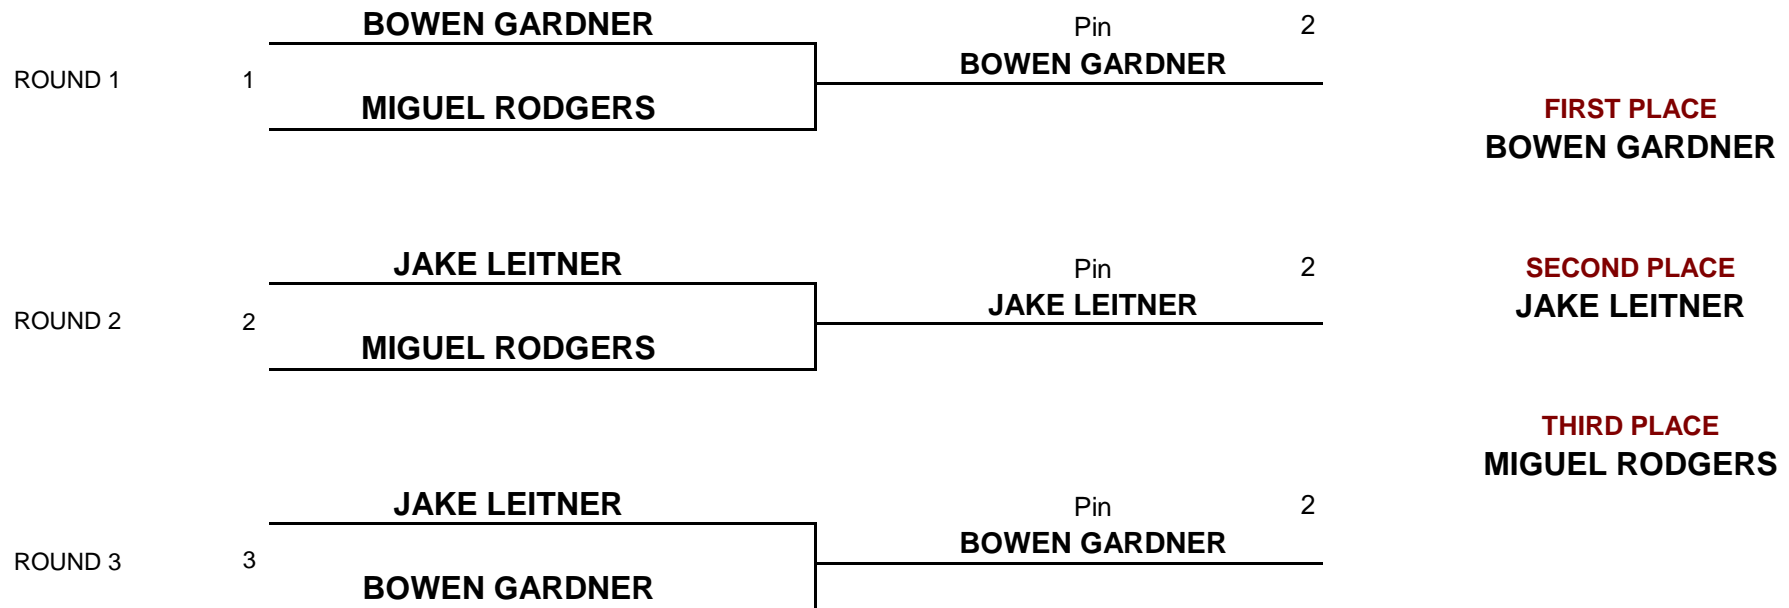 BOWEN GARDNER
Pin 2
BOWEN GARDNER
ROUND 1 1
MIGUEL RODGERS
FIRST PLACE
BOWEN GARDNER
JAKE LEITNER
Pin 2
JAKE LEITNER
SECOND PLACE
JAKE LEITNER
ROUND 2 2
MIGUEL RODGERS
THIRD PLACE
MIGUEL RODGERS
JAKE LEITNER
Pin 2
BOWEN GARDNER
ROUND 3 3
BOWEN GARDNER